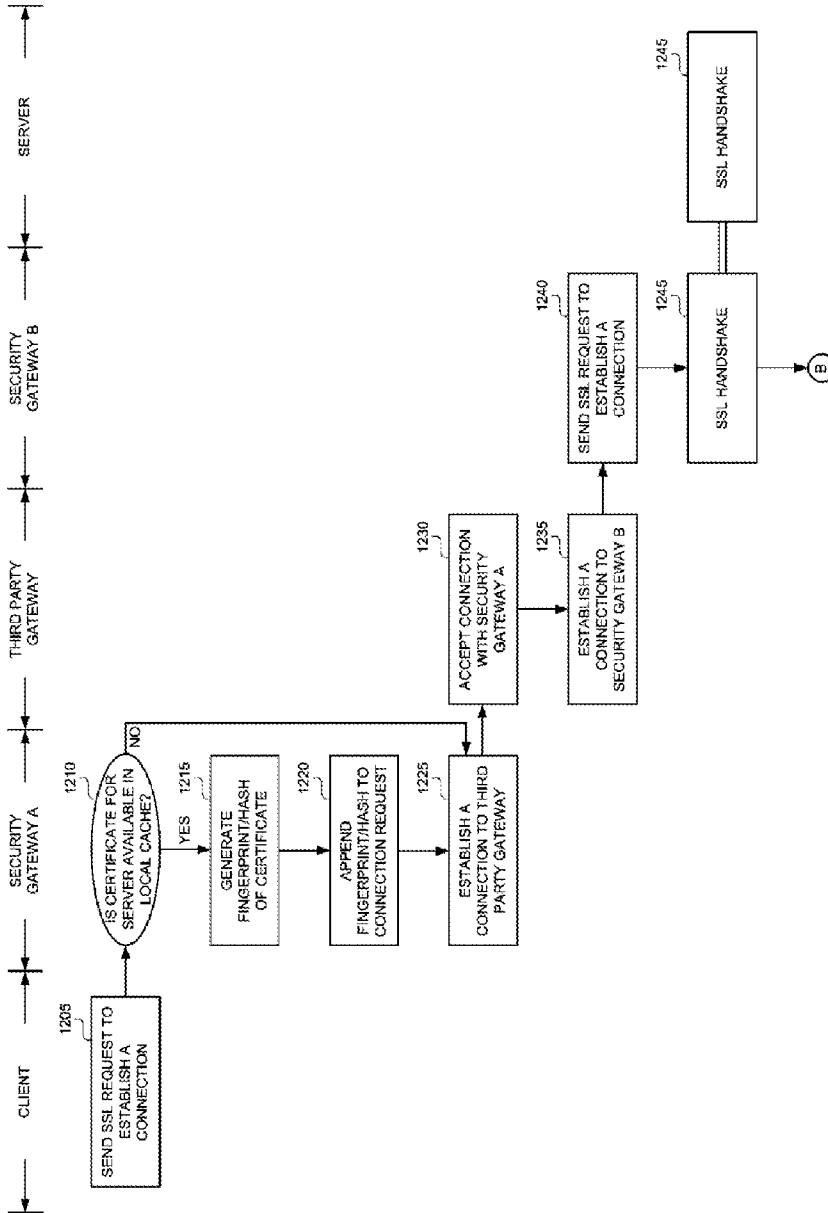 CLIENT
SECURITY
GATEWAY A
THIRD PARTY
GATEWAY
SECURITY
GATEWAY B
SERVER
1205
SEND SSL REQUEST TO
ESTABLISH A
CONNECTION
1210
IS CERTIFICATE FOR
SERVER AVAILABLE IN
LOCAL CACHE?
NO
YES
1215
GENERATE
FINGERPRINT/HASH
OF CERTIFICATE
1220
APPEND
FINGERPRINT/HASH TO
CONNECTION REQUEST
1225
ESTABLISH A
CONNECTION TO THIRD
PARTY GATEWAY
1230
ACCEPT CONNECTION
WITH SECURITY
GATEWAY A
1235
ESTABLISH A
CONNECTION TO
SECURITY GATEWAY B
1240
SEND SSL REQUEST TO
ESTABLISH A
CONNECTION
1245
SSL HANDSHAKE
1245
SSL HANDSHAKE
B